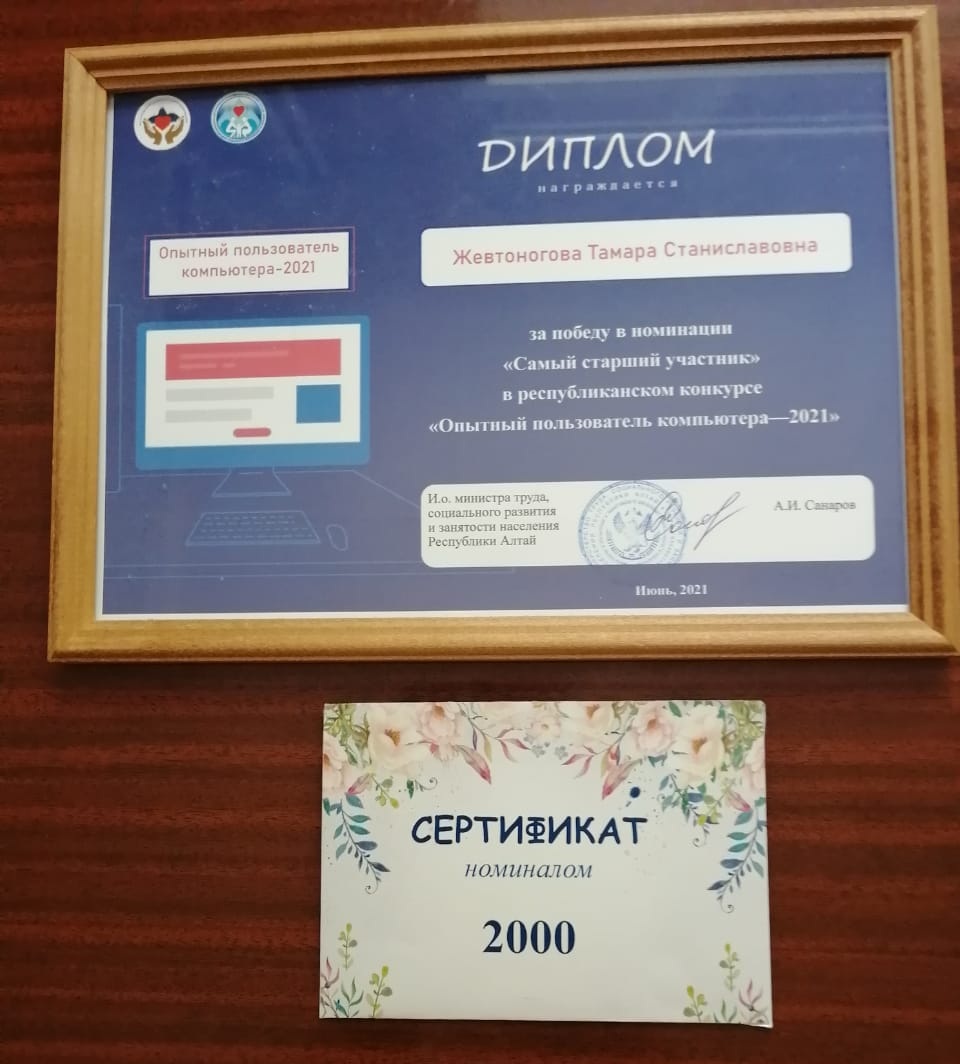 ДИПЛОМ
награждается
Опытный пользователь
компьютера-2021
Жевтоногова Тамара Станиславовна
за победу в номинации
«Самый старший участник»
в республиканском конкурсе
«Опытный пользователь компьютера—2021»
И.о. министра труда,
социального развития
и занятости населения
Республики Алтай
А.И. Санаров
Июнь, 2021
СЕРТИФИКАТ
номиналом
2000